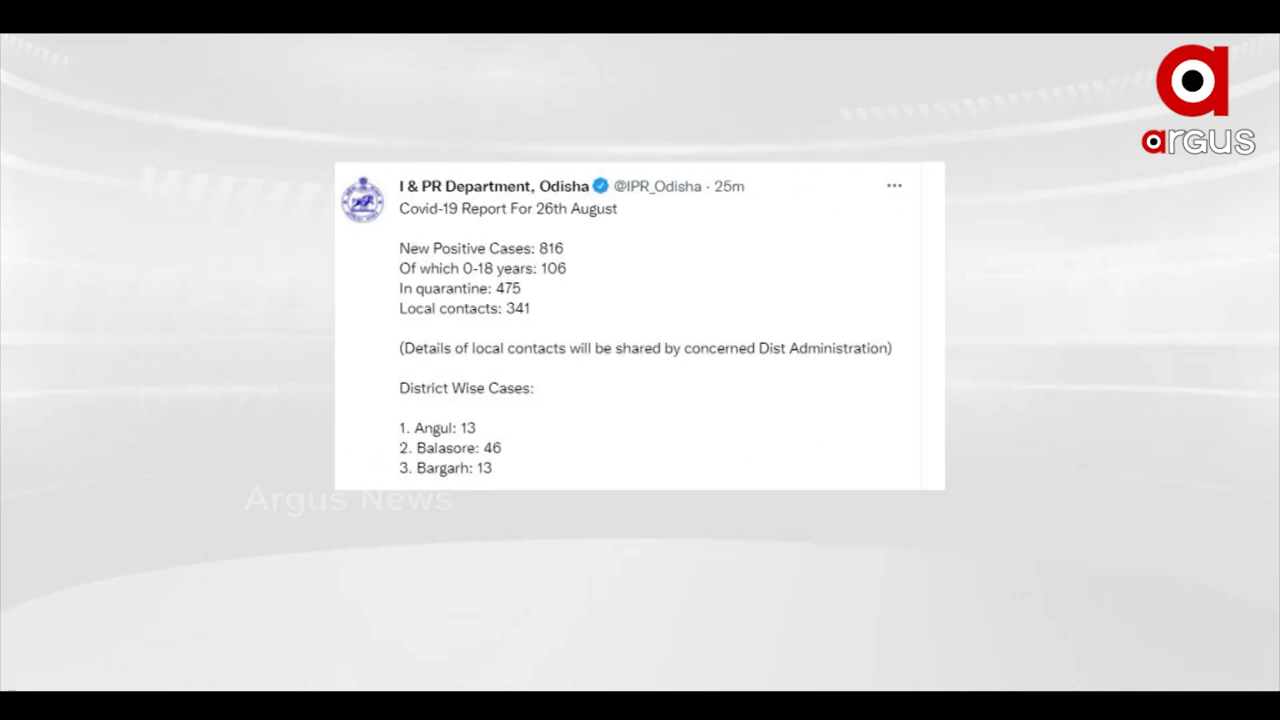 a
argus
I & PR Department, Odisha @IPR_Odisha · 25m ...
Covid-19 Report For 26th August
New Positive Cases: 816
Of which 0-18 years: 106
In quarantine: 475
Local contacts: 341
(Details of local contacts will be shared by concerned Dist Administration)
District Wise Cases:
1. Angul: 13
2. Balasore: 46
3. Bargarh: 13
Argus News